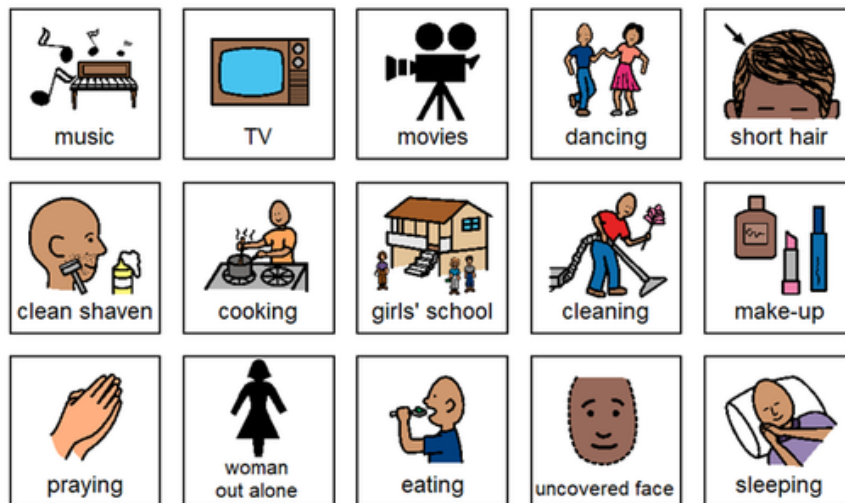 music
TV
movies
dancing
short hair
clean shaven
cooking
girls' school
cleaning
make-up
praying
woman
out alone
eating
uncovered face
sleeping